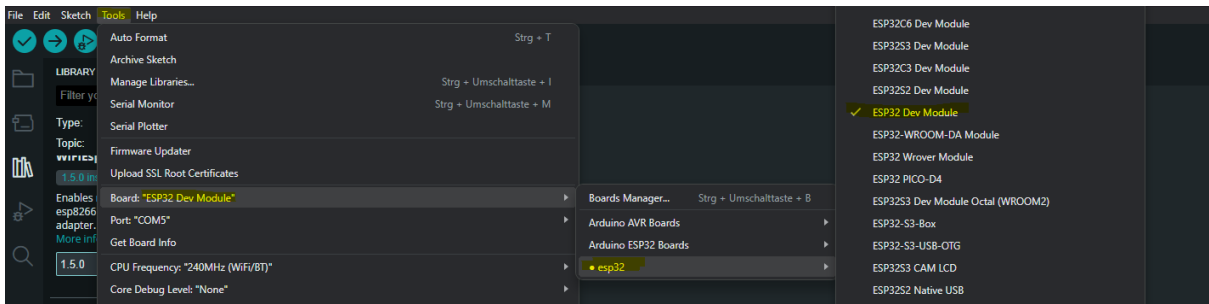 File Edit Sketch Tools Help
LIBRARY
Filter yo
Type:
Topic:
1.5.0 in
Enables
esp8266
adapter.
More inf
1.5.0
Auto Format Strg + T
Archive Sketch
Manage Libraries... Strg + Umschalttaste + I
Serial Monitor Strg + Umschalttaste + M
Serial Plotter
Firmware Updater
Upload SSL Root Certificates
Board: "ESP32 Dev Module"
Port: "COM5"
Get Board Info
CPU Frequency: "240MHz (WiFi/BT)"
Core Debug Level: "None"
Boards Manager... Strg + Umschalttaste + B
Arduino AVR Boards
Arduino ESP32 Boards
esp32
ESP32C6 Dev Module
ESP32S3 Dev Module
ESP32C3 Dev Module
ESP32S2 Dev Module
ESP32 Dev Module
ESP32-WROOM-DA Module
ESP32 Wrover Module
ESP32 PICO-D4
ESP32S3 Dev Module Octal (WROOM2)
ESP32-S3-Box
ESP32-S3-USB-OTG
ESP32S3 CAM LCD
ESP32S2 Native USB